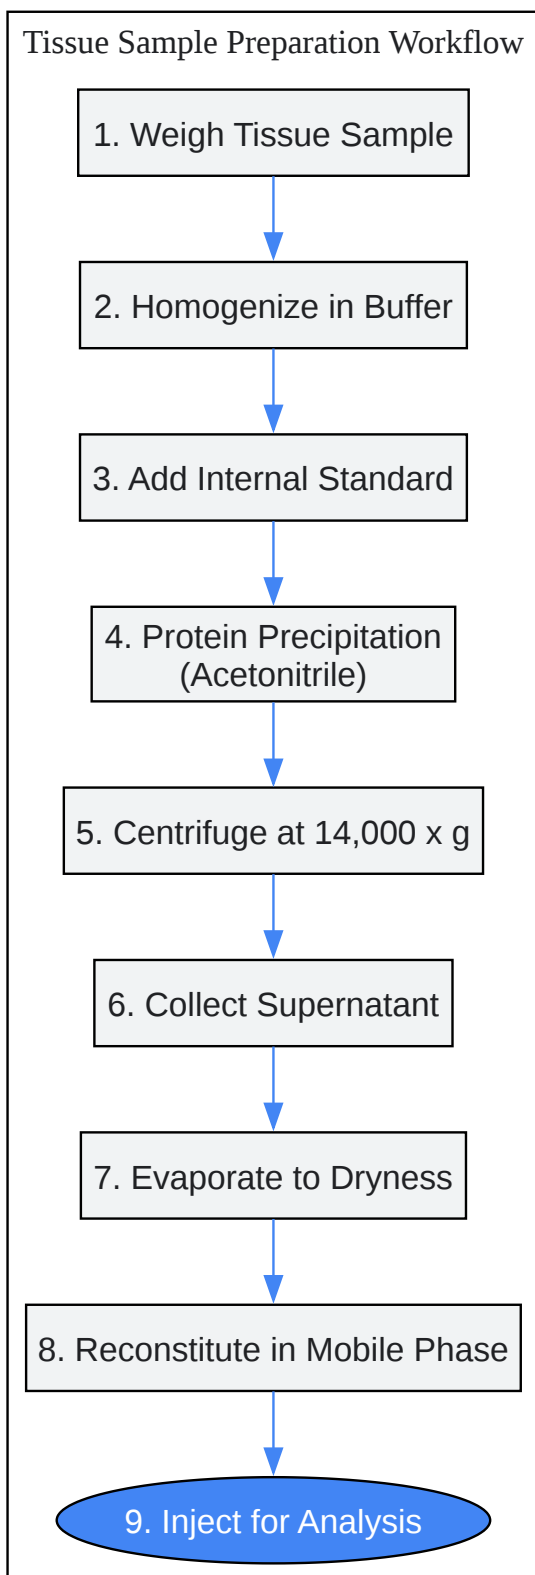 Tissue Sample Preparation Workflow
1. Weigh Tissue Sample
2. Homogenize in Buffer
3. Add Internal Standard
4. Protein Precipitation
(Acetonitrile)
5. Centrifuge at 14,000 x g
6. Collect Supernatant
7. Evaporate to Dryness
8. Reconstitute in Mobile Phase
9. Inject for Analysis